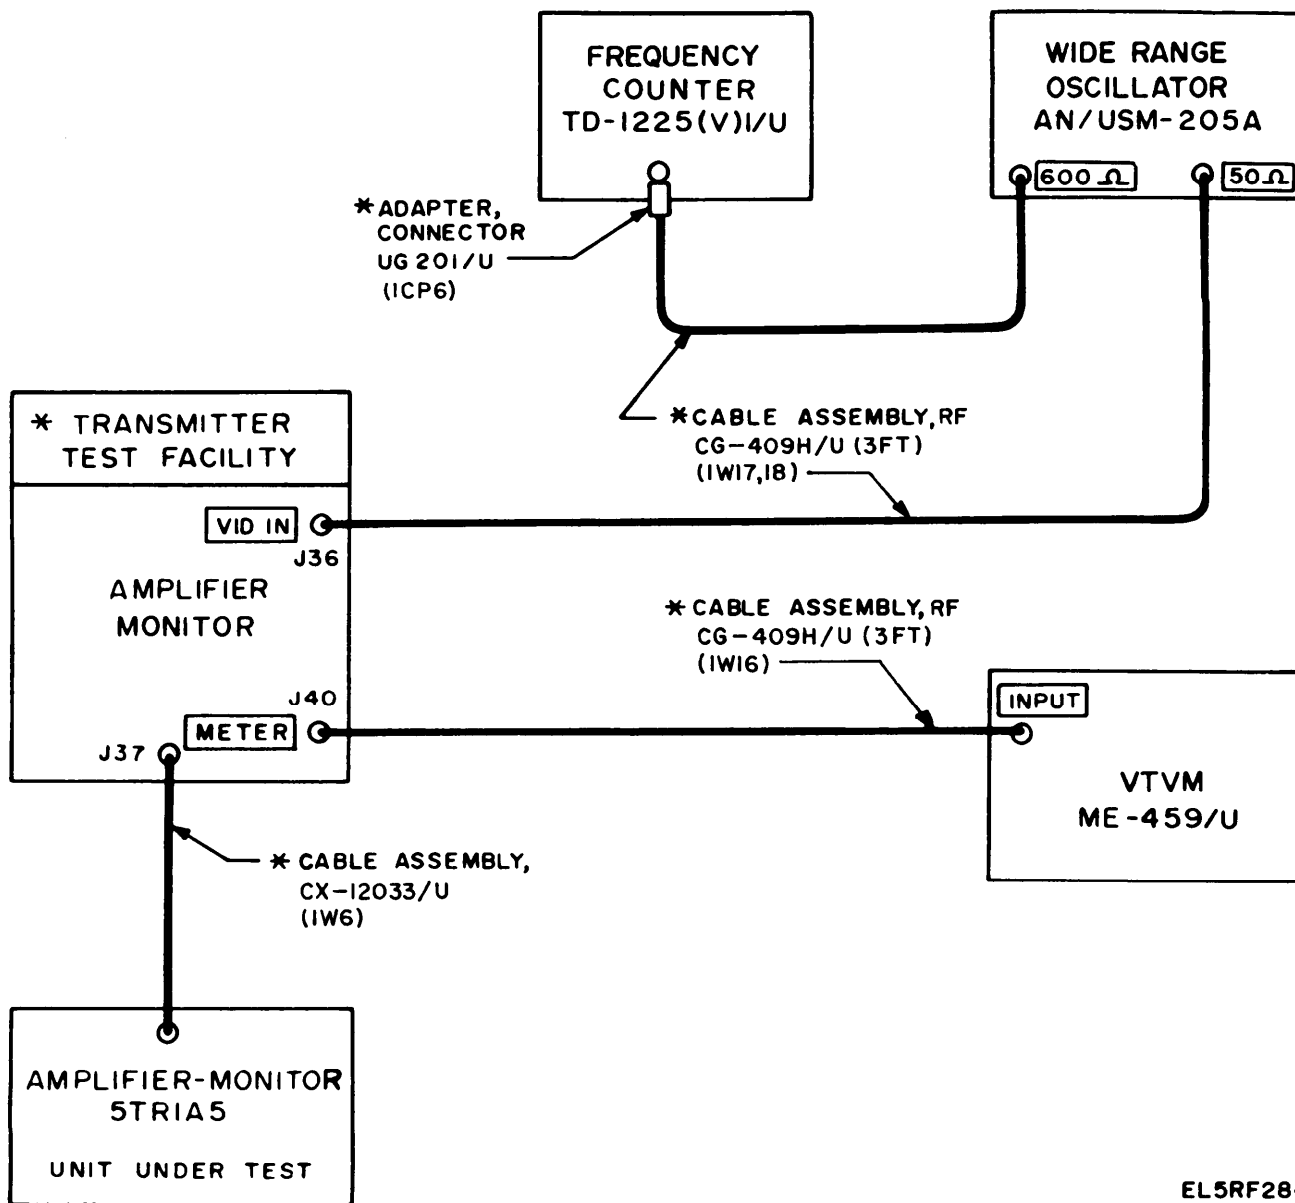 FREQUENCY
COUNTER
TD-1225(V)1/U
WIDE RANGE
OSCILLATOR
AN/USM-205A
600 Ω
50 Ω
* ADAPTER,
CONNECTOR
UG 201/U
(1CP6)
* TRANSMITTER
TEST FACILITY
* CABLE ASSEMBLY, RF
CG-409H/U (3FT)
(1W17,18)
VID IN
J36
AMPLIFIER
MONITOR
* CABLE ASSEMBLY, RF
CG-409H/U (3FT)
(1W16)
J40
METER
J37
INPUT
VTVM
ME-459/U
* CABLE ASSEMBLY,
CX-12033/U
(1W6)
AMPLIFIER-MONITOR
5TR1A5
UNIT UNDER TEST
EL5RF28